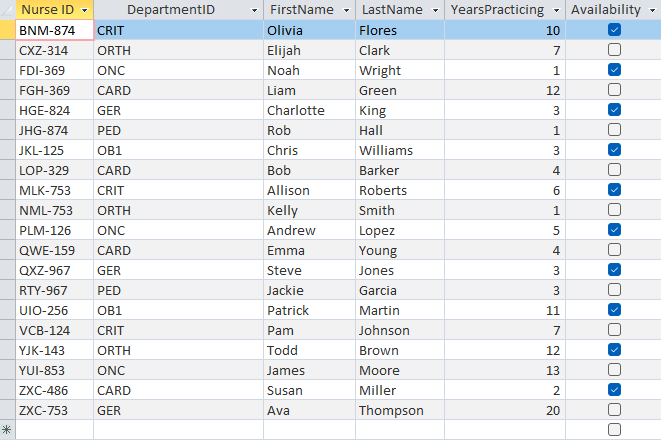 Nurse ID DepartmentID FirstName LastName YearsPracticing Availability
BNM-874 CRIT Olivia Flores 10
CXZ-314 ORTH Elijah Clark 7
FDI-369 ONC Noah Wright 1
FGH-369 CARD Liam Green 12
HGE-824 GER Charlotte King 3
JHG-874 PED Rob Hall 1
JKL-125 OB1 Chris Williams 3
LOP-329 CARD Bob Barker 4
MLK-753 CRIT Allison Roberts 6
NML-753 ORTH Kelly Smith 1
PLM-126 ONC Andrew Lopez 5
QWE-159 CARD Emma Young 4
QXZ-967 GER Steve Jones 3
RTY-967 PED Jackie Garcia 3
UIO-256 OB1 Patrick Martin 11
VCB-124 CRIT Pam Johnson 7
YJK-143 ORTH Todd Brown 12
YUI-853 ONC James Moore 13
ZXC-486 CARD Susan Miller 2
ZXC-753 GER Ava Thompson 20